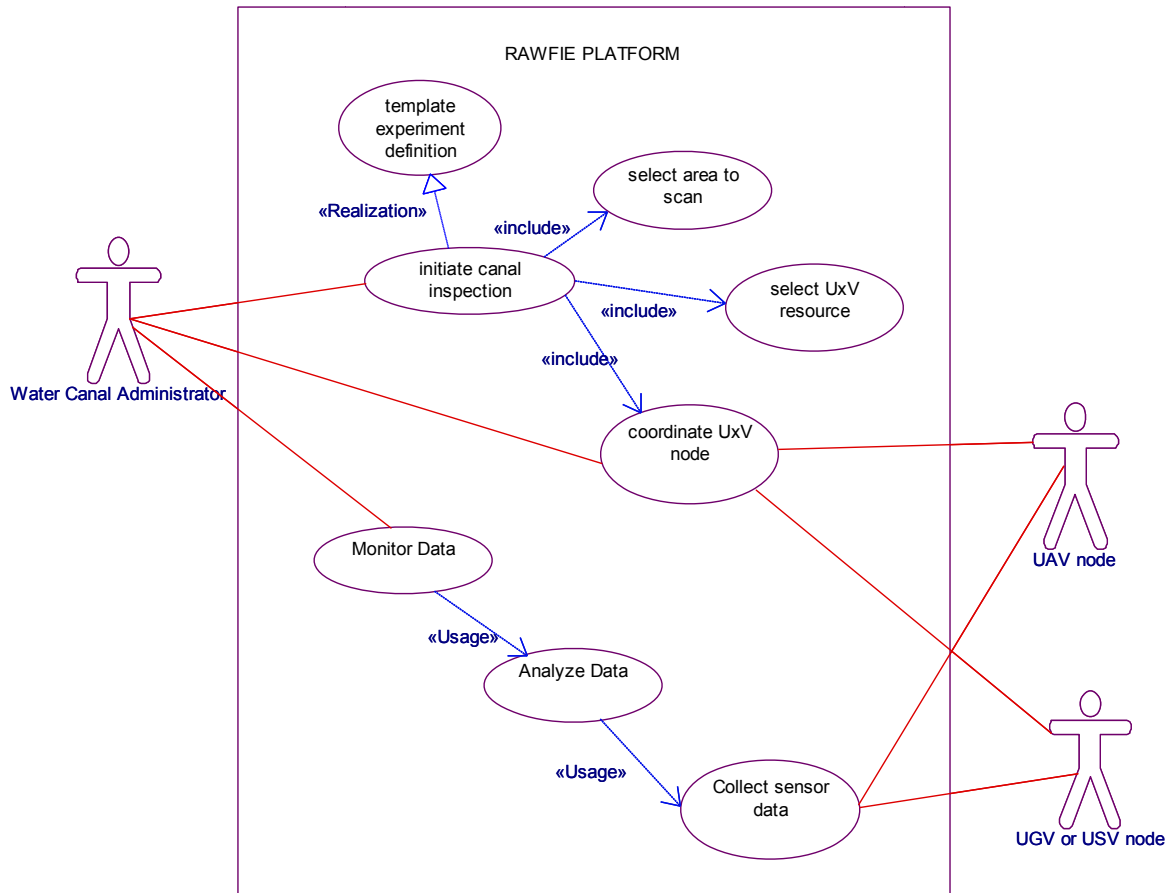 RAWFIE PLATFORM
template
experiment
definition
select area to
scan
«Realization»
«include»
initiate canal
inspection
select UxV
resource
«include»
«include»
Water Canal Administrator
coordinate UxV
node
Monitor Data
UAV node
«Usage»
Analyze Data
«Usage»
Collect sensor
data
UGV or USV node